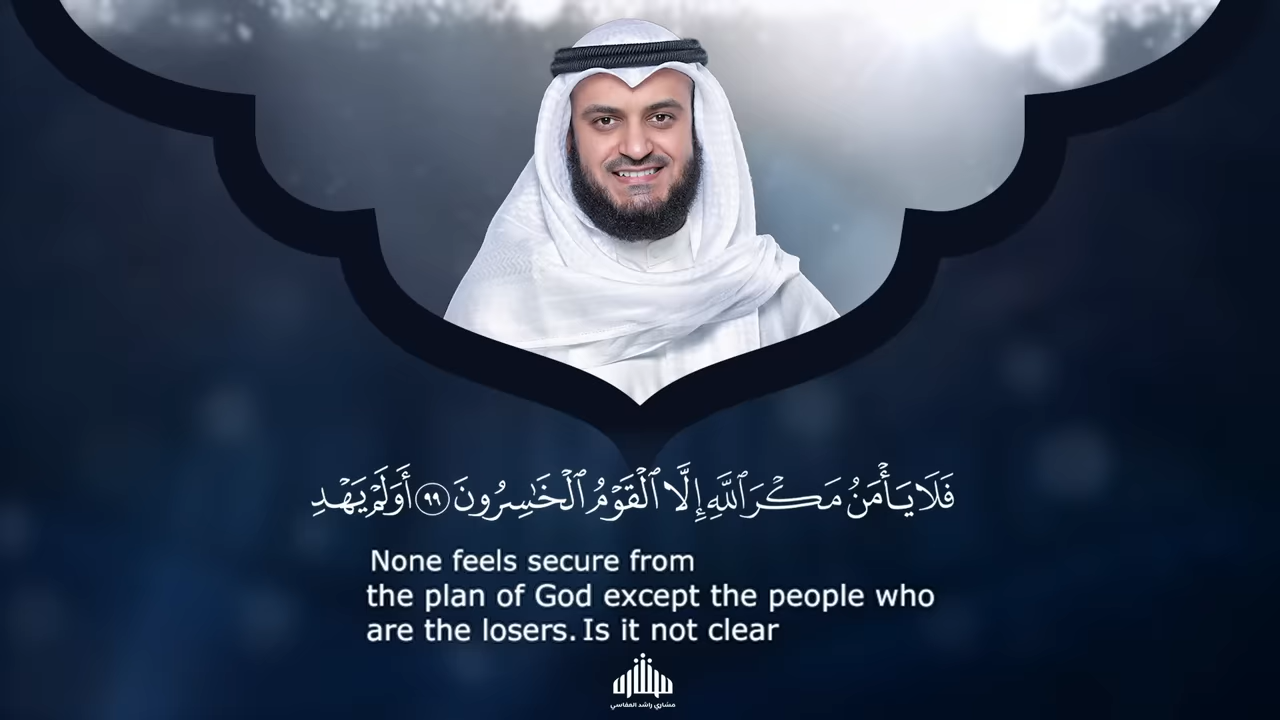 فَلَا يَأْمَنُ مَكْرَ ٱللَّهِ إِلَّا ٱلْقَوْمُ ٱلْخَٰسِرُونَ ٩٩ أَوَلَمْ يَهْدِ
None feels secure from
the plan of God except the people who
are the losers. Is it not clear
مشاري راشد العفاسي